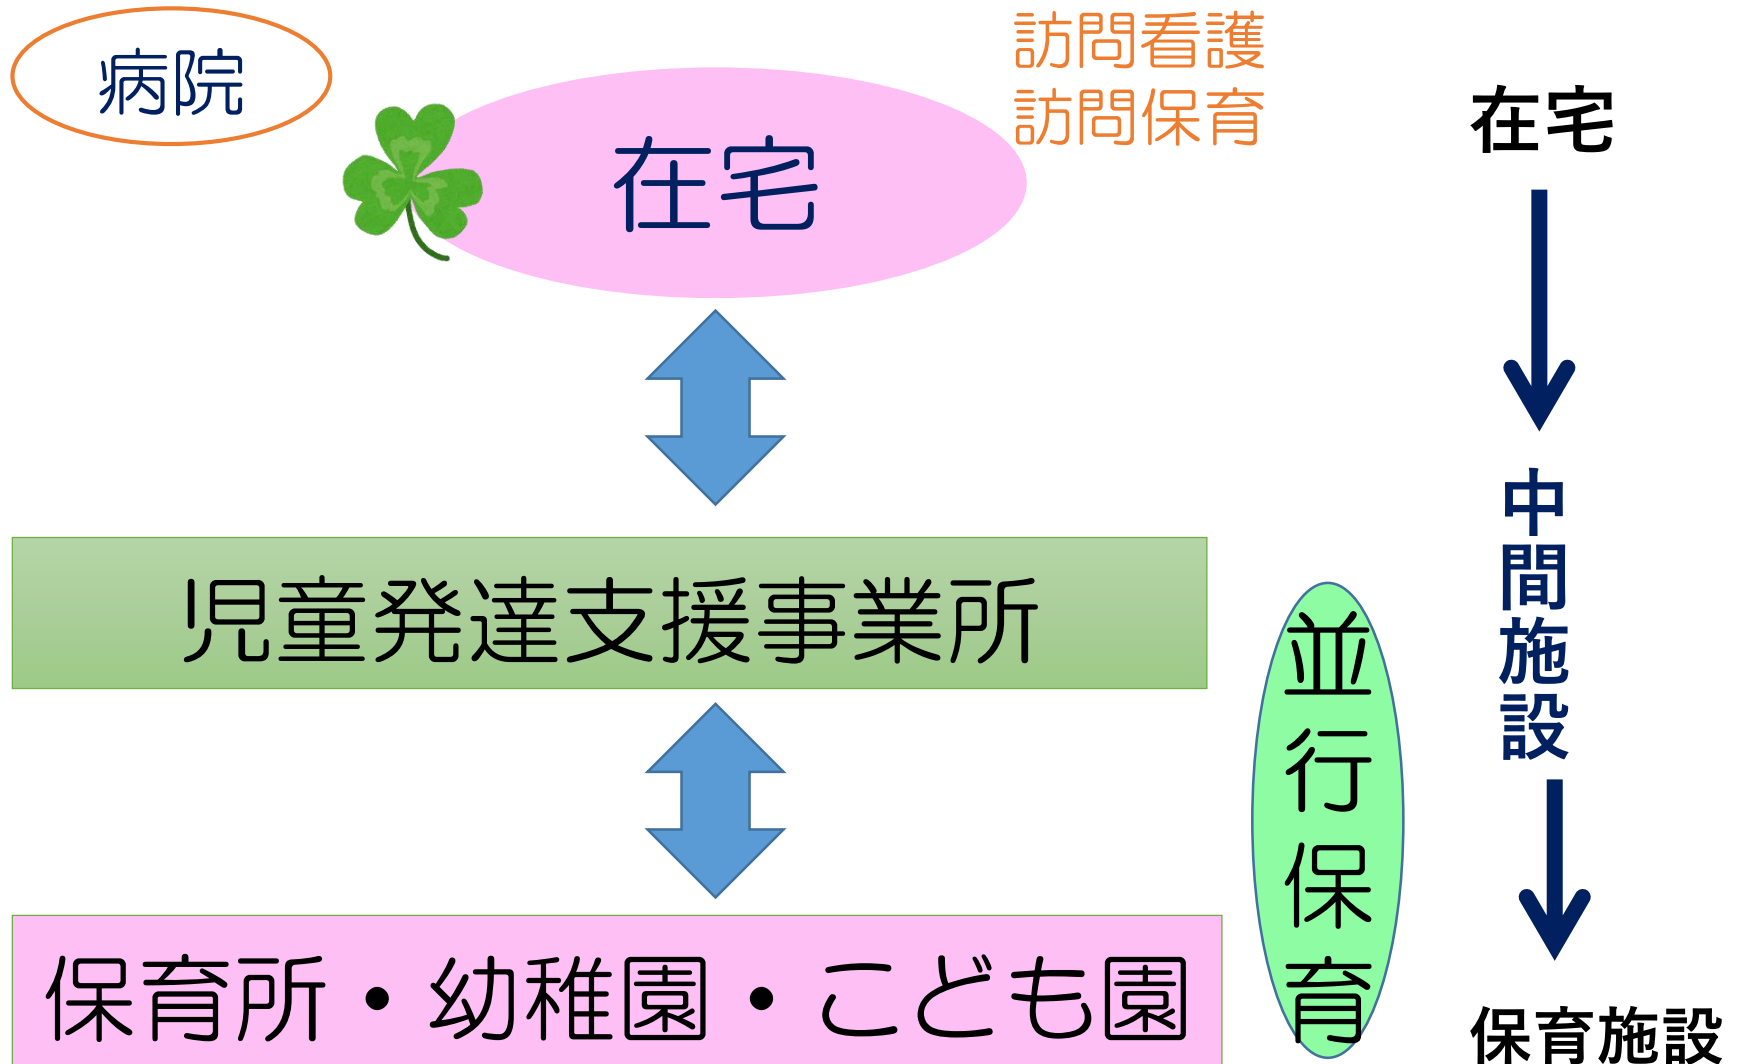 病院
訪問看護
訪問保育
在宅
在宅
児童発達支援事業所
並行保育
中間施設
保育所・幼稚園・こども園
保育施設